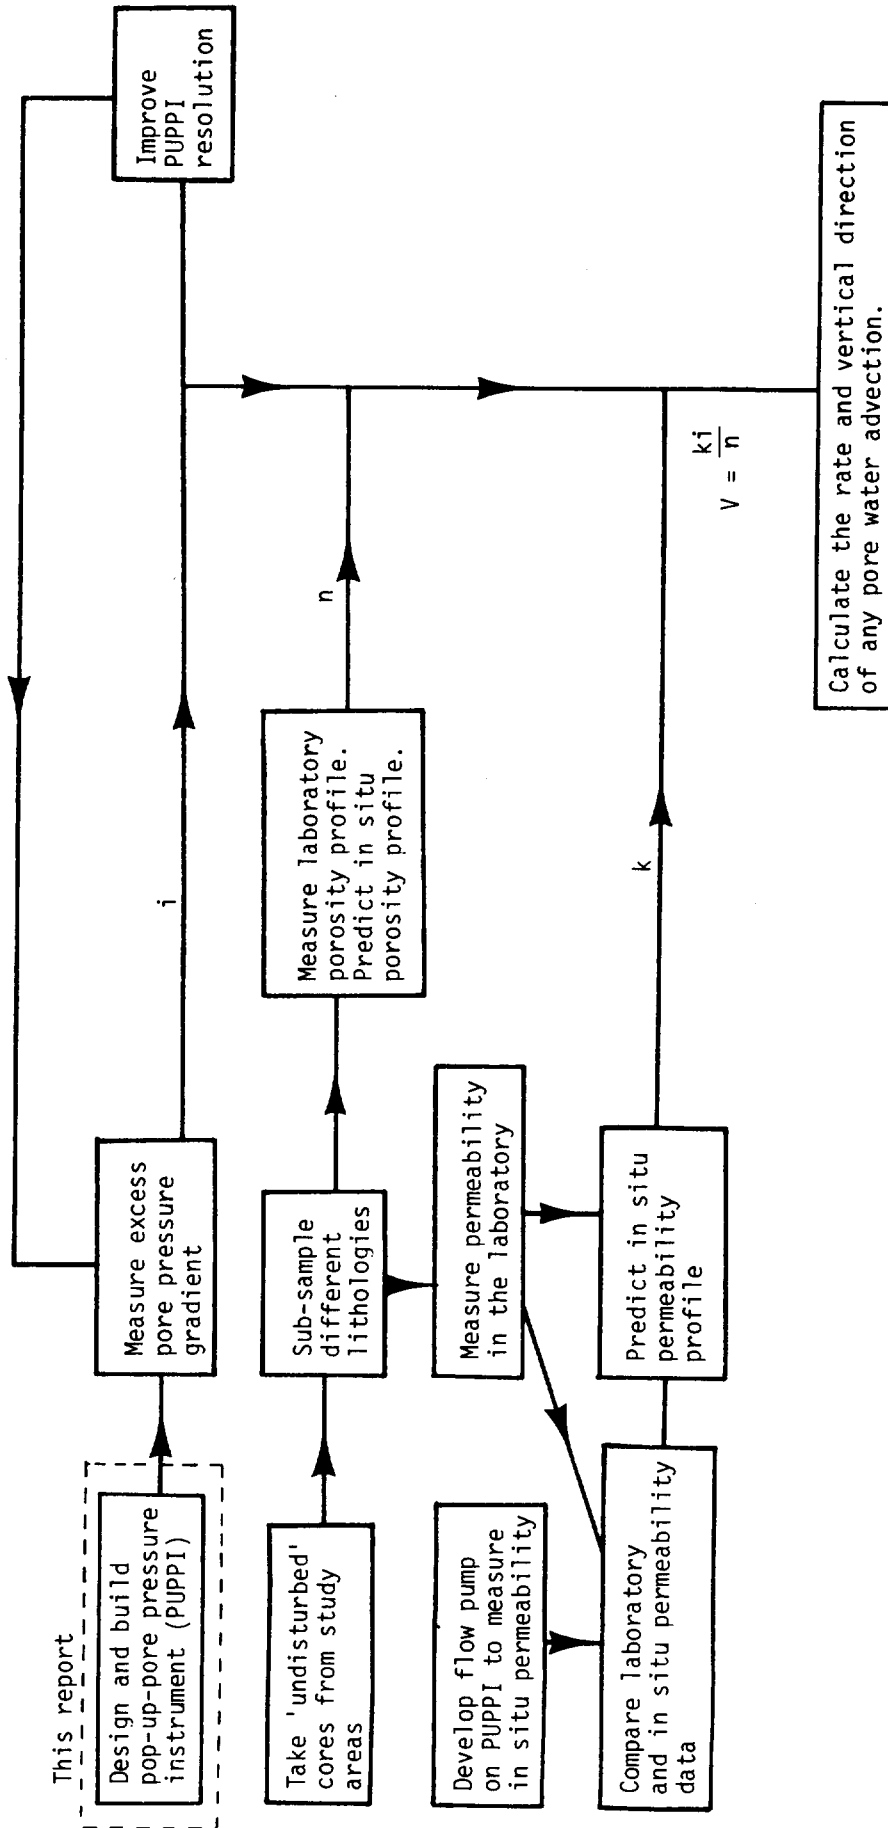 This report
Design and build
pop-up-pore pressure
instrument (PUPPI)
Measure excess
pore pressure
gradient
i
Improve
PUPPI
resolution
Take 'undisturbed'
cores from study
areas
Sub-sample
different
lithologies
Measure laboratory
porosity profile.
Predict in situ
porosity profile.
n
Develop flow pump
on PUPPI to measure
in situ permeability
Measure permeability
in the laboratory
Compare laboratory
and in situ permeability
data
Predict in situ
permeability
profile
k
V = ki/n
Calculate the rate and vertical direction
of any pore water advection.